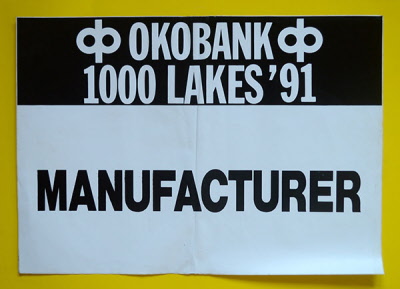 OKOBANK
1000 LAKES '91
MANUFACTURER